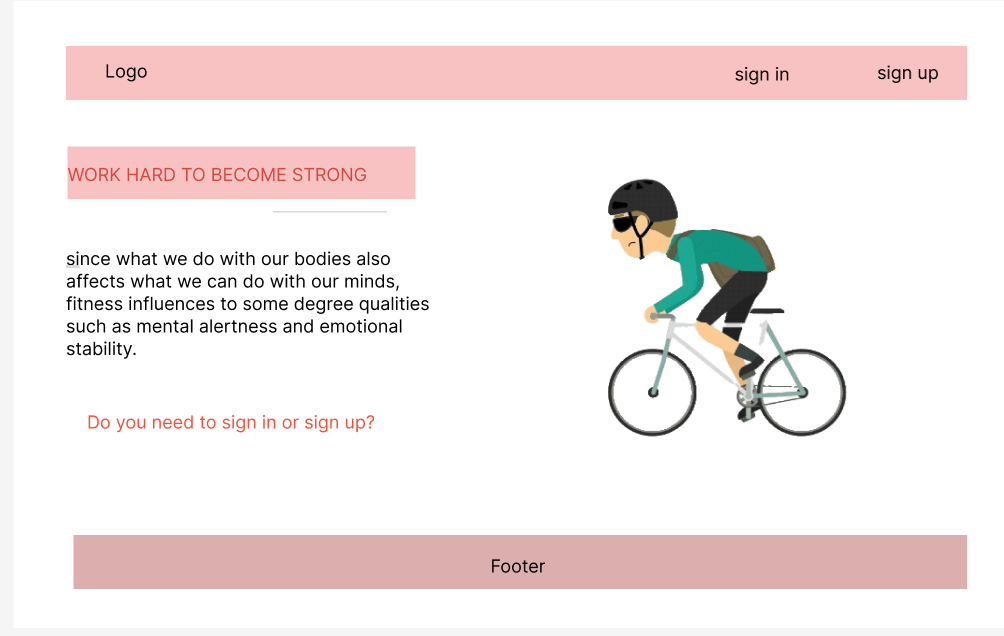 Logo
sign in
sign up
WORK HARD TO BECOME STRONG
since what we do with our bodies also
affects what we can do with our minds,
fitness influences to some degree qualities
such as mental alertness and emotional
stability.
Do you need to sign in or sign up?
Footer